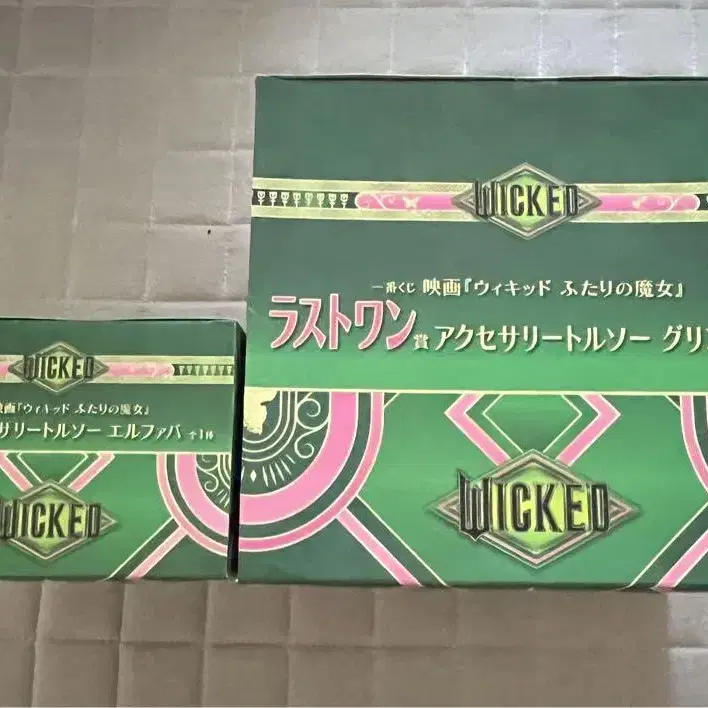 WICKED
一番くじ 映画『ウィキッド ふたりの魔女』
ラストワン賞 アクセサリートルソー グリ
WICKED
WICKED
映画『ウィキッド ふたりの魔女』
サリートルソー エルファバ 全1種
WICKED